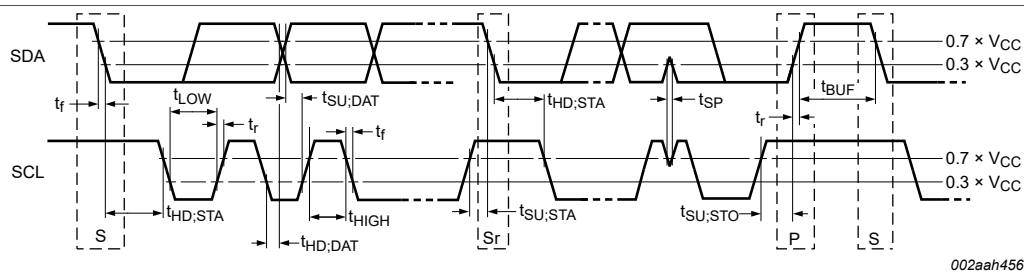 SDA
0.7 × VCC
0.3 × VCC
tf
tLOW
tSU;DAT
tr
tf
tHD;STA
tSP
tBUF
tr
SCL
0.7 × VCC
0.3 × VCC
tHD;STA
tHIGH
tSU;STA
tSU;STO
S
tHD;DAT
Sr
P
S
002aah456